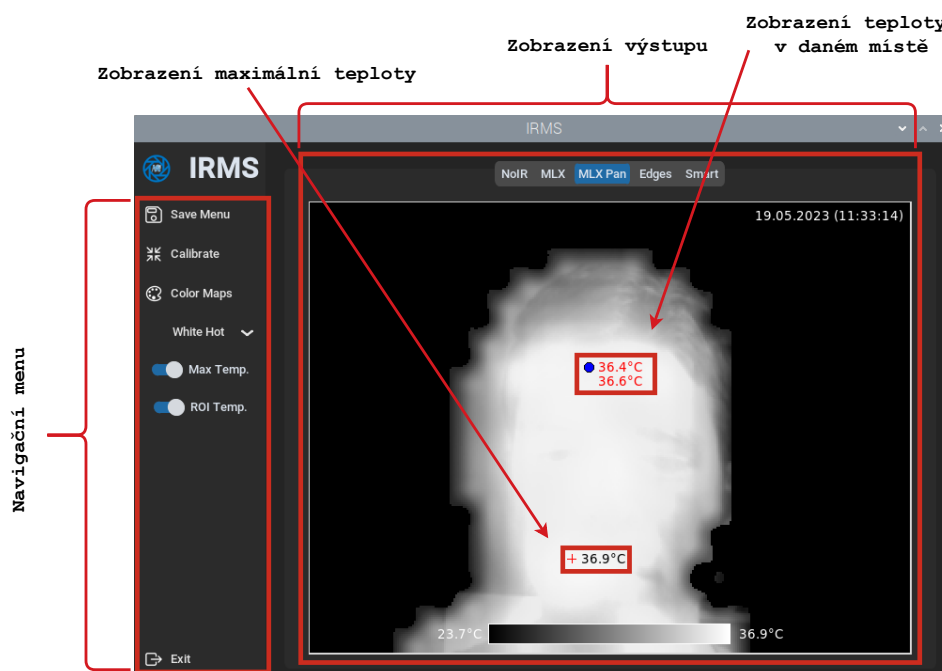 Zobrazení teploty
v daném místě
Zobrazení výstupu
Zobrazení maximální teploty
IRMS
IRMS
NoIR MLX MLX Pan Edges Smart
Save Menu
19.05.2023 (11:33:14)
Calibrate
Color Maps
White Hot
Max Temp.
ROI Temp.
36.4°C
36.6°C
Navigační menu
+ 36.9°C
23.7°C 36.9°C
Exit